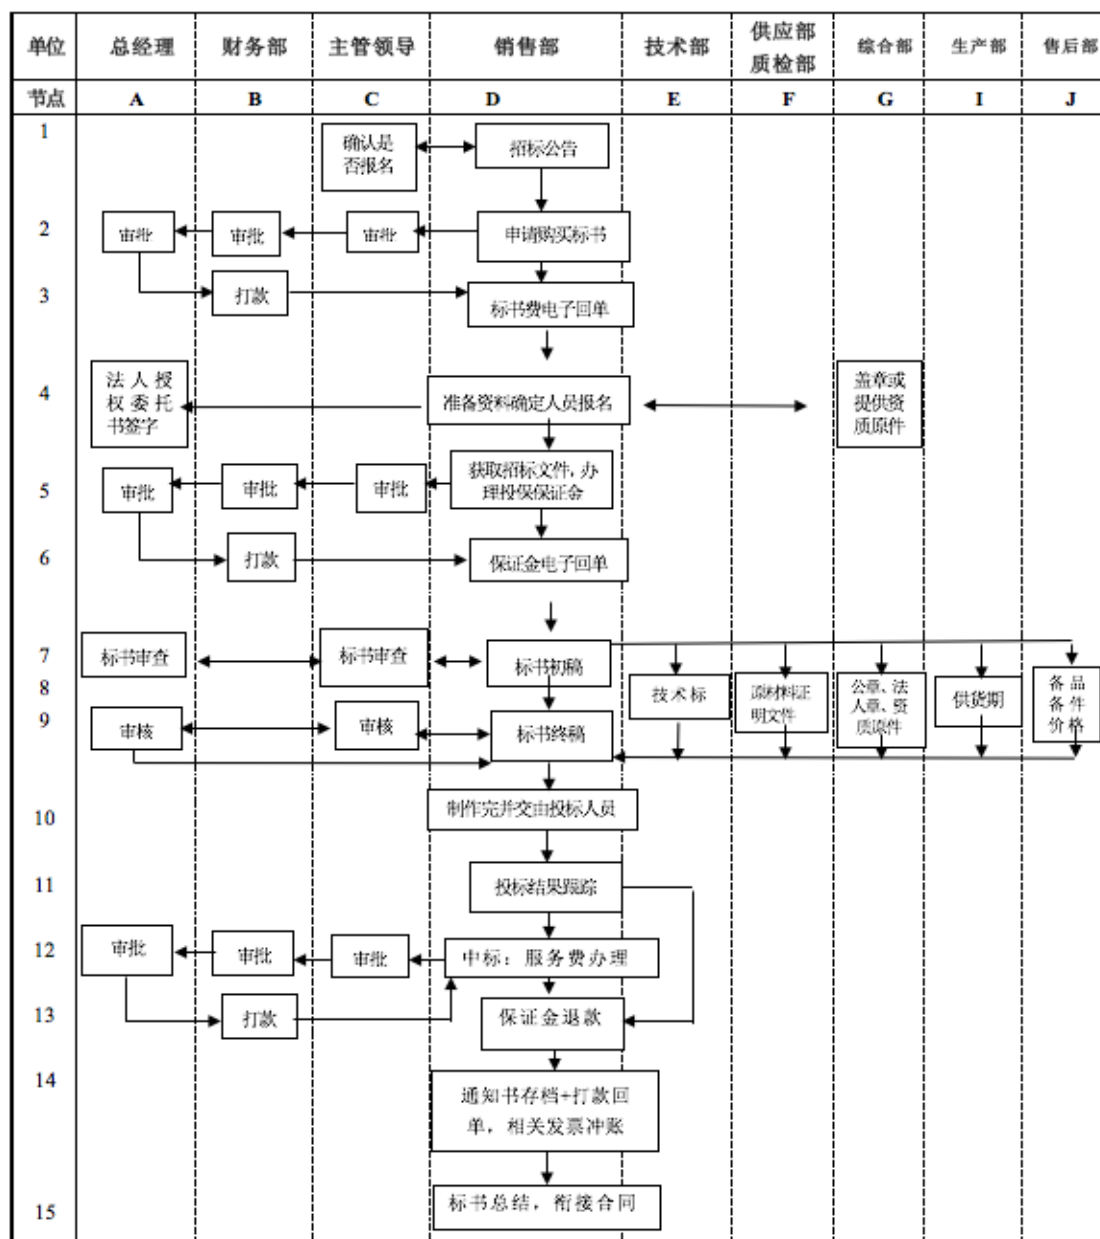 单位 总经理 财务部 主管领导 销售部 技术部 供应部 综合部 生产部 售后部
质检部
节点 A B C D E F G I J
1
确认是 招标公告
否报名
2 审批 审批 审批 申请购买标书
3 打款 标书费电子回单
4
法人授 准备资料确定人员报名 盖章或
权委托 提供资
书签字 质原件
5 审批 审批 审批 获取招标文件，办
理投保保证金
6 打款 保证金电子回单
7 标书审查 标书审查 标书初稿
8 技术标 原材料证 公章、法 供货期 备品
明文件 人章、资 备件
质原件 价格
9 审核 审核 标书终稿
10 制作完并交由投标人员
11 投标结果跟踪
12 审批 审批 审批 中标：服务费办理
13 打款 保证金退款
14 通知书存档+打款回
单，相关发票冲账
15 标书总结，衔接合同